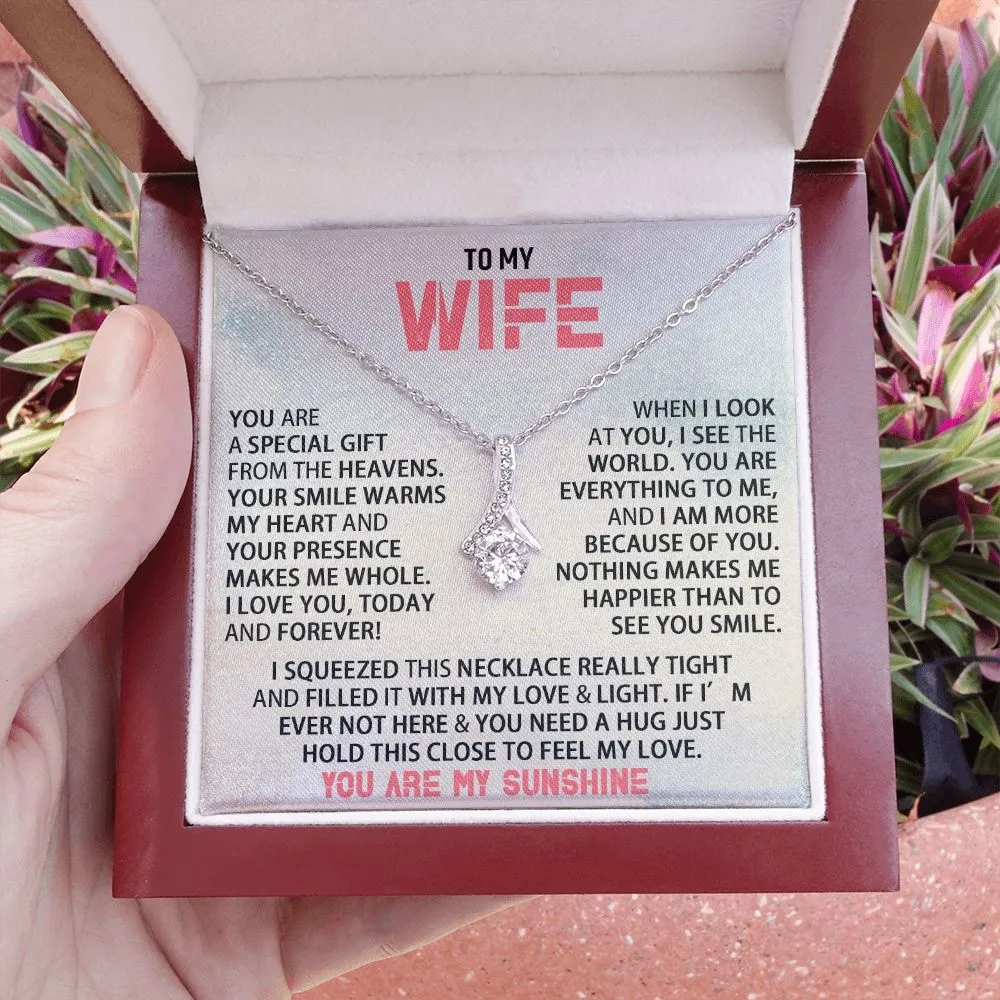 TO MY
WIFE
YOU ARE
A SPECIAL GIFT
FROM THE HEAVENS.
YOUR SMILE WARMS
MY HEART AND
YOUR PRESENCE
MAKES ME WHOLE.
I LOVE YOU, TODAY
AND FOREVER!
WHEN I LOOK
AT YOU, I SEE THE
WORLD. YOU ARE
EVERYTHING TO ME,
AND I AM MORE
BECAUSE OF YOU.
NOTHING MAKES ME
HAPPIER THAN TO
SEE YOU SMILE.
I SQUEEZED THIS NECKLACE REALLY TIGHT
AND FILLED IT WITH MY LOVE & LIGHT. IF I’ M
EVER NOT HERE & YOU NEED A HUG JUST
HOLD THIS CLOSE TO FEEL MY LOVE.
YOU ARE MY SUNSHINE